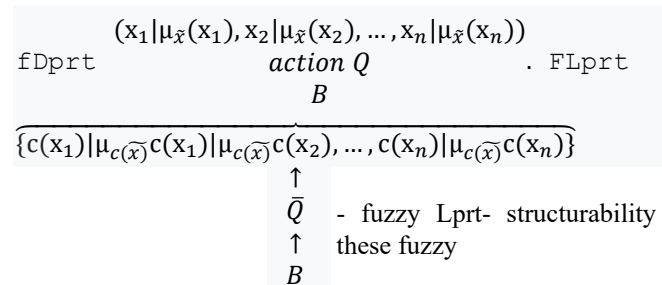 (x₁|μ_x̃(x₁), x₂|μ_x̃(x₂), … , xₙ|μ_x̃(xₙ))
fDprt action Q . FLprt
B
{c(x₁)|μ_c(x̃)c(x₁)|μ_c(x̃)c(x₂), … , c(xₙ)|μ_c(x̃)c(xₙ)}
↑
Q̄ - fuzzy Lprt- structurability
↑ these fuzzy
B